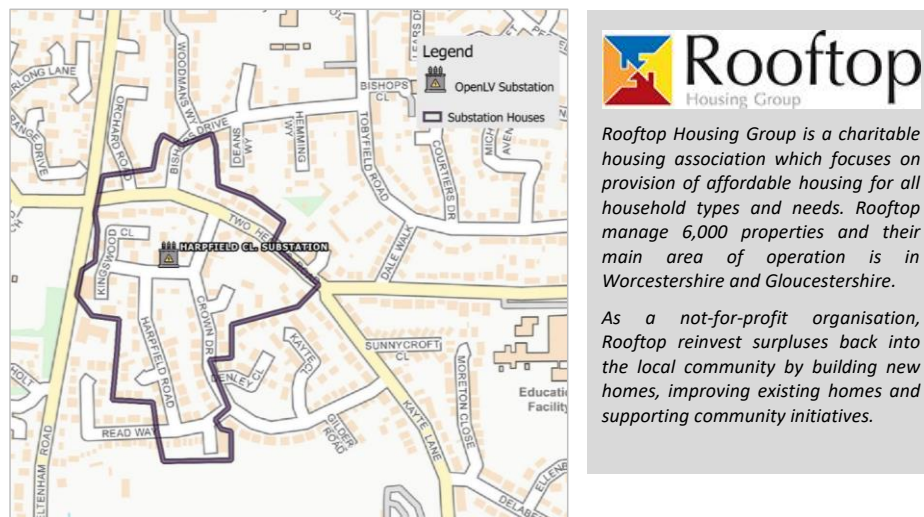 Legend
OpenLV Substation
Substation Houses
WOODMANS WY
ORCHARD ROAD
DRIVE
DEANS WY
HEMMING WY
BISHOPS CL
TOBYFIELD ROAD
COURTIERS DR
DALE WALK
KINGSWOOD CL
HARPFIELD CL. SUBSTATION
HARPFIELD ROAD
CROWN DR
KAYTE CL
SUNNYCROFT CL
MORETON CLOSE
READ WAY
GILDER ROAD
KAYTE LANE
Rooftop
Housing Group
Rooftop Housing Group is a charitable
housing association which focuses on
provision of affordable housing for all
household types and needs. Rooftop
manage 6,000 properties and their
main area of operation is in
Worcestershire and Gloucestershire.
As a not-for-profit organisation,
Rooftop reinvest surpluses back into
the local community by building new
homes, improving existing homes and
supporting community initiatives.